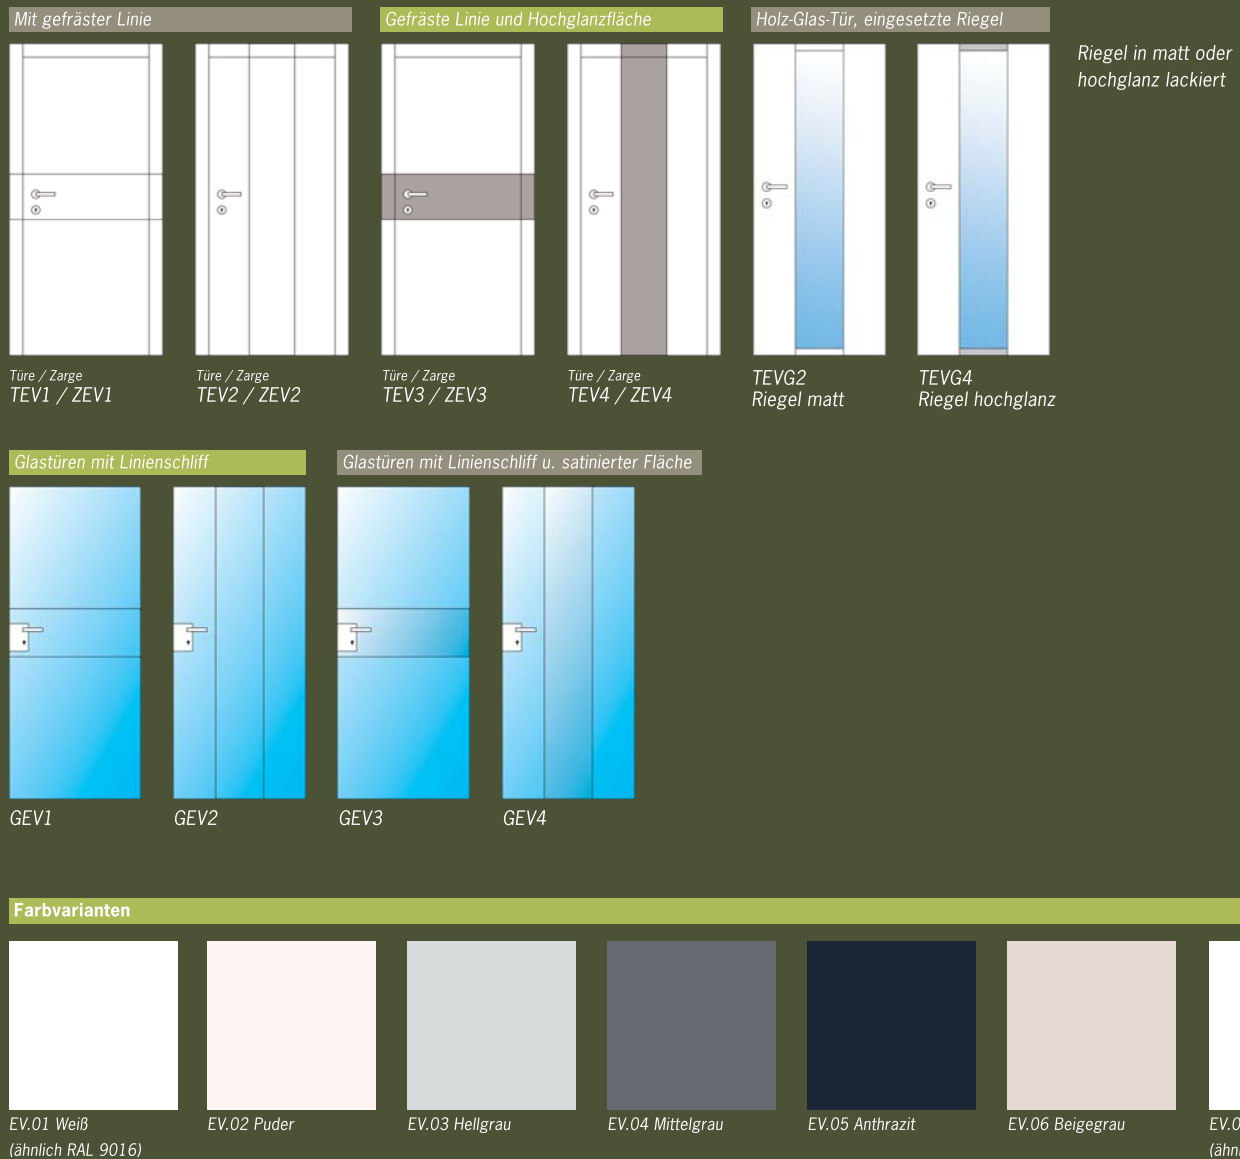 Mit gefräster Linie
Gefräste Linie und Hochglanzfläche
Holz-Glas-Tür, eingesetzte Riegel
Riegel in matt oder
hochglanz lackiert
Türe / Zarge
TEV1 / ZEV1
Türe / Zarge
TEV2 / ZEV2
Türe / Zarge
TEV3 / ZEV3
Türe / Zarge
TEV4 / ZEV4
TEVG2
Riegel matt
TEVG4
Riegel hochglanz
Glastüren mit Linienschliff
Glastüren mit Linienschliff u. satinierter Fläche
GEV1
GEV2
GEV3
GEV4
Farbvarianten
EV.01 Weiß
(ähnlich RAL 9016)
EV.02 Puder
EV.03 Hellgrau
EV.04 Mittelgrau
EV.05 Anthrazit
EV.06 Beigegrau